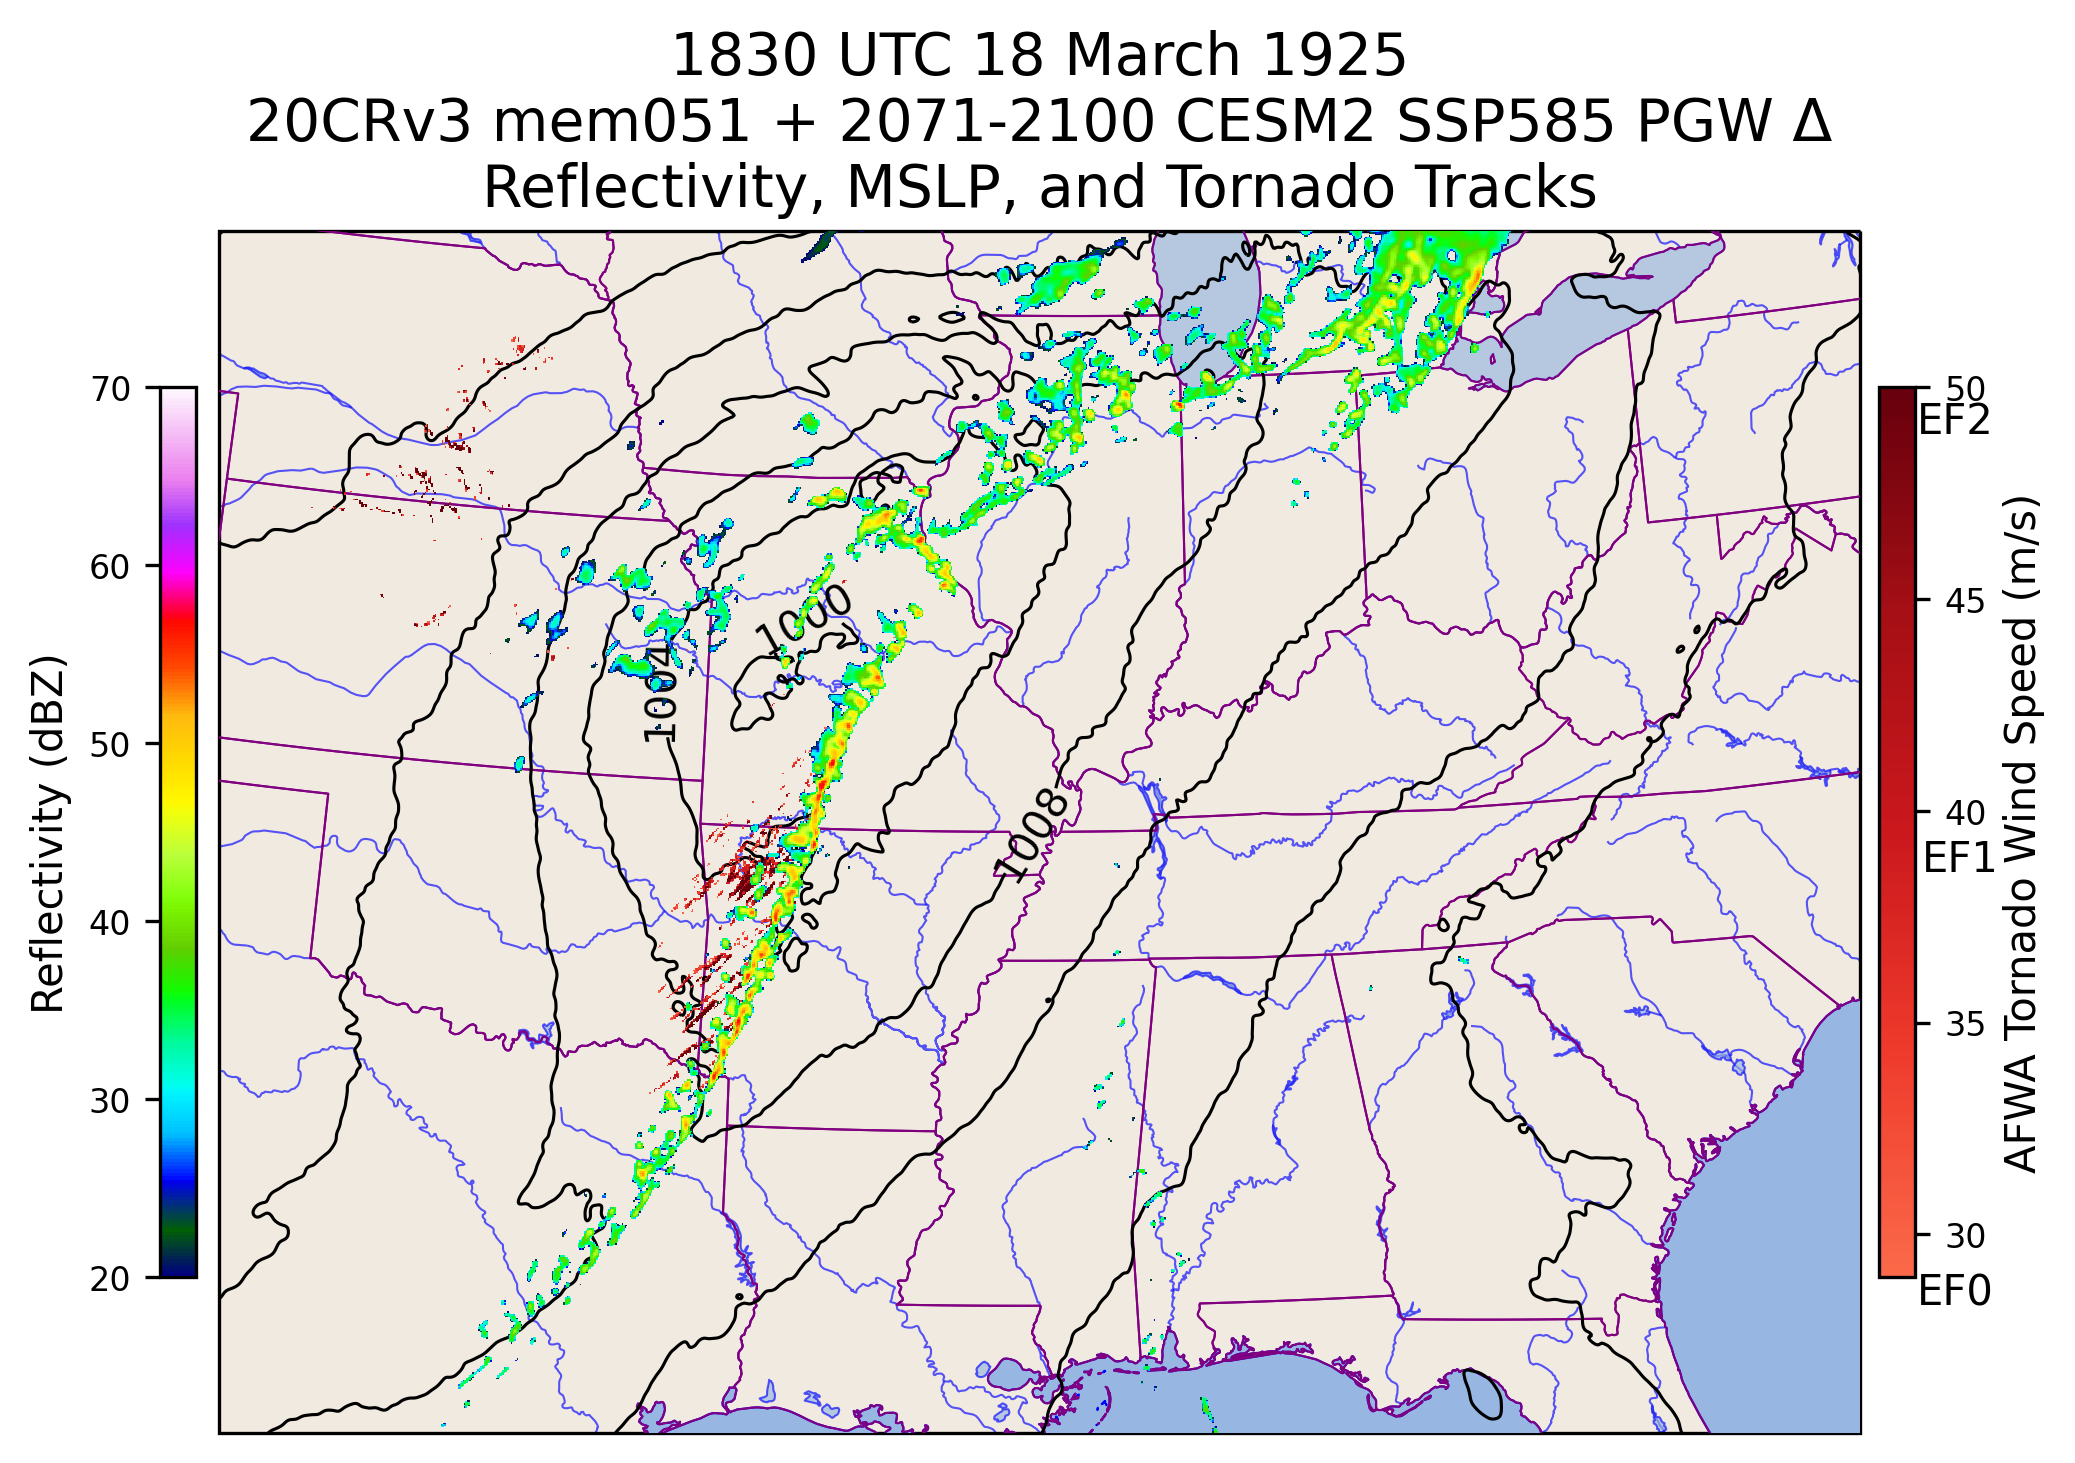 1830 UTC 18 March 1925
20CRv3 mem051 + 2071-2100 CESM2 SSP585 PGW Δ
Reflectivity, MSLP, and Tornado Tracks
70
60
50
40
30
20
Reflectivity (dBZ)
1000
1004
1008
50
EF2
45
40
EF1
35
30
EF0
AFWA Tornado Wind Speed (m/s)